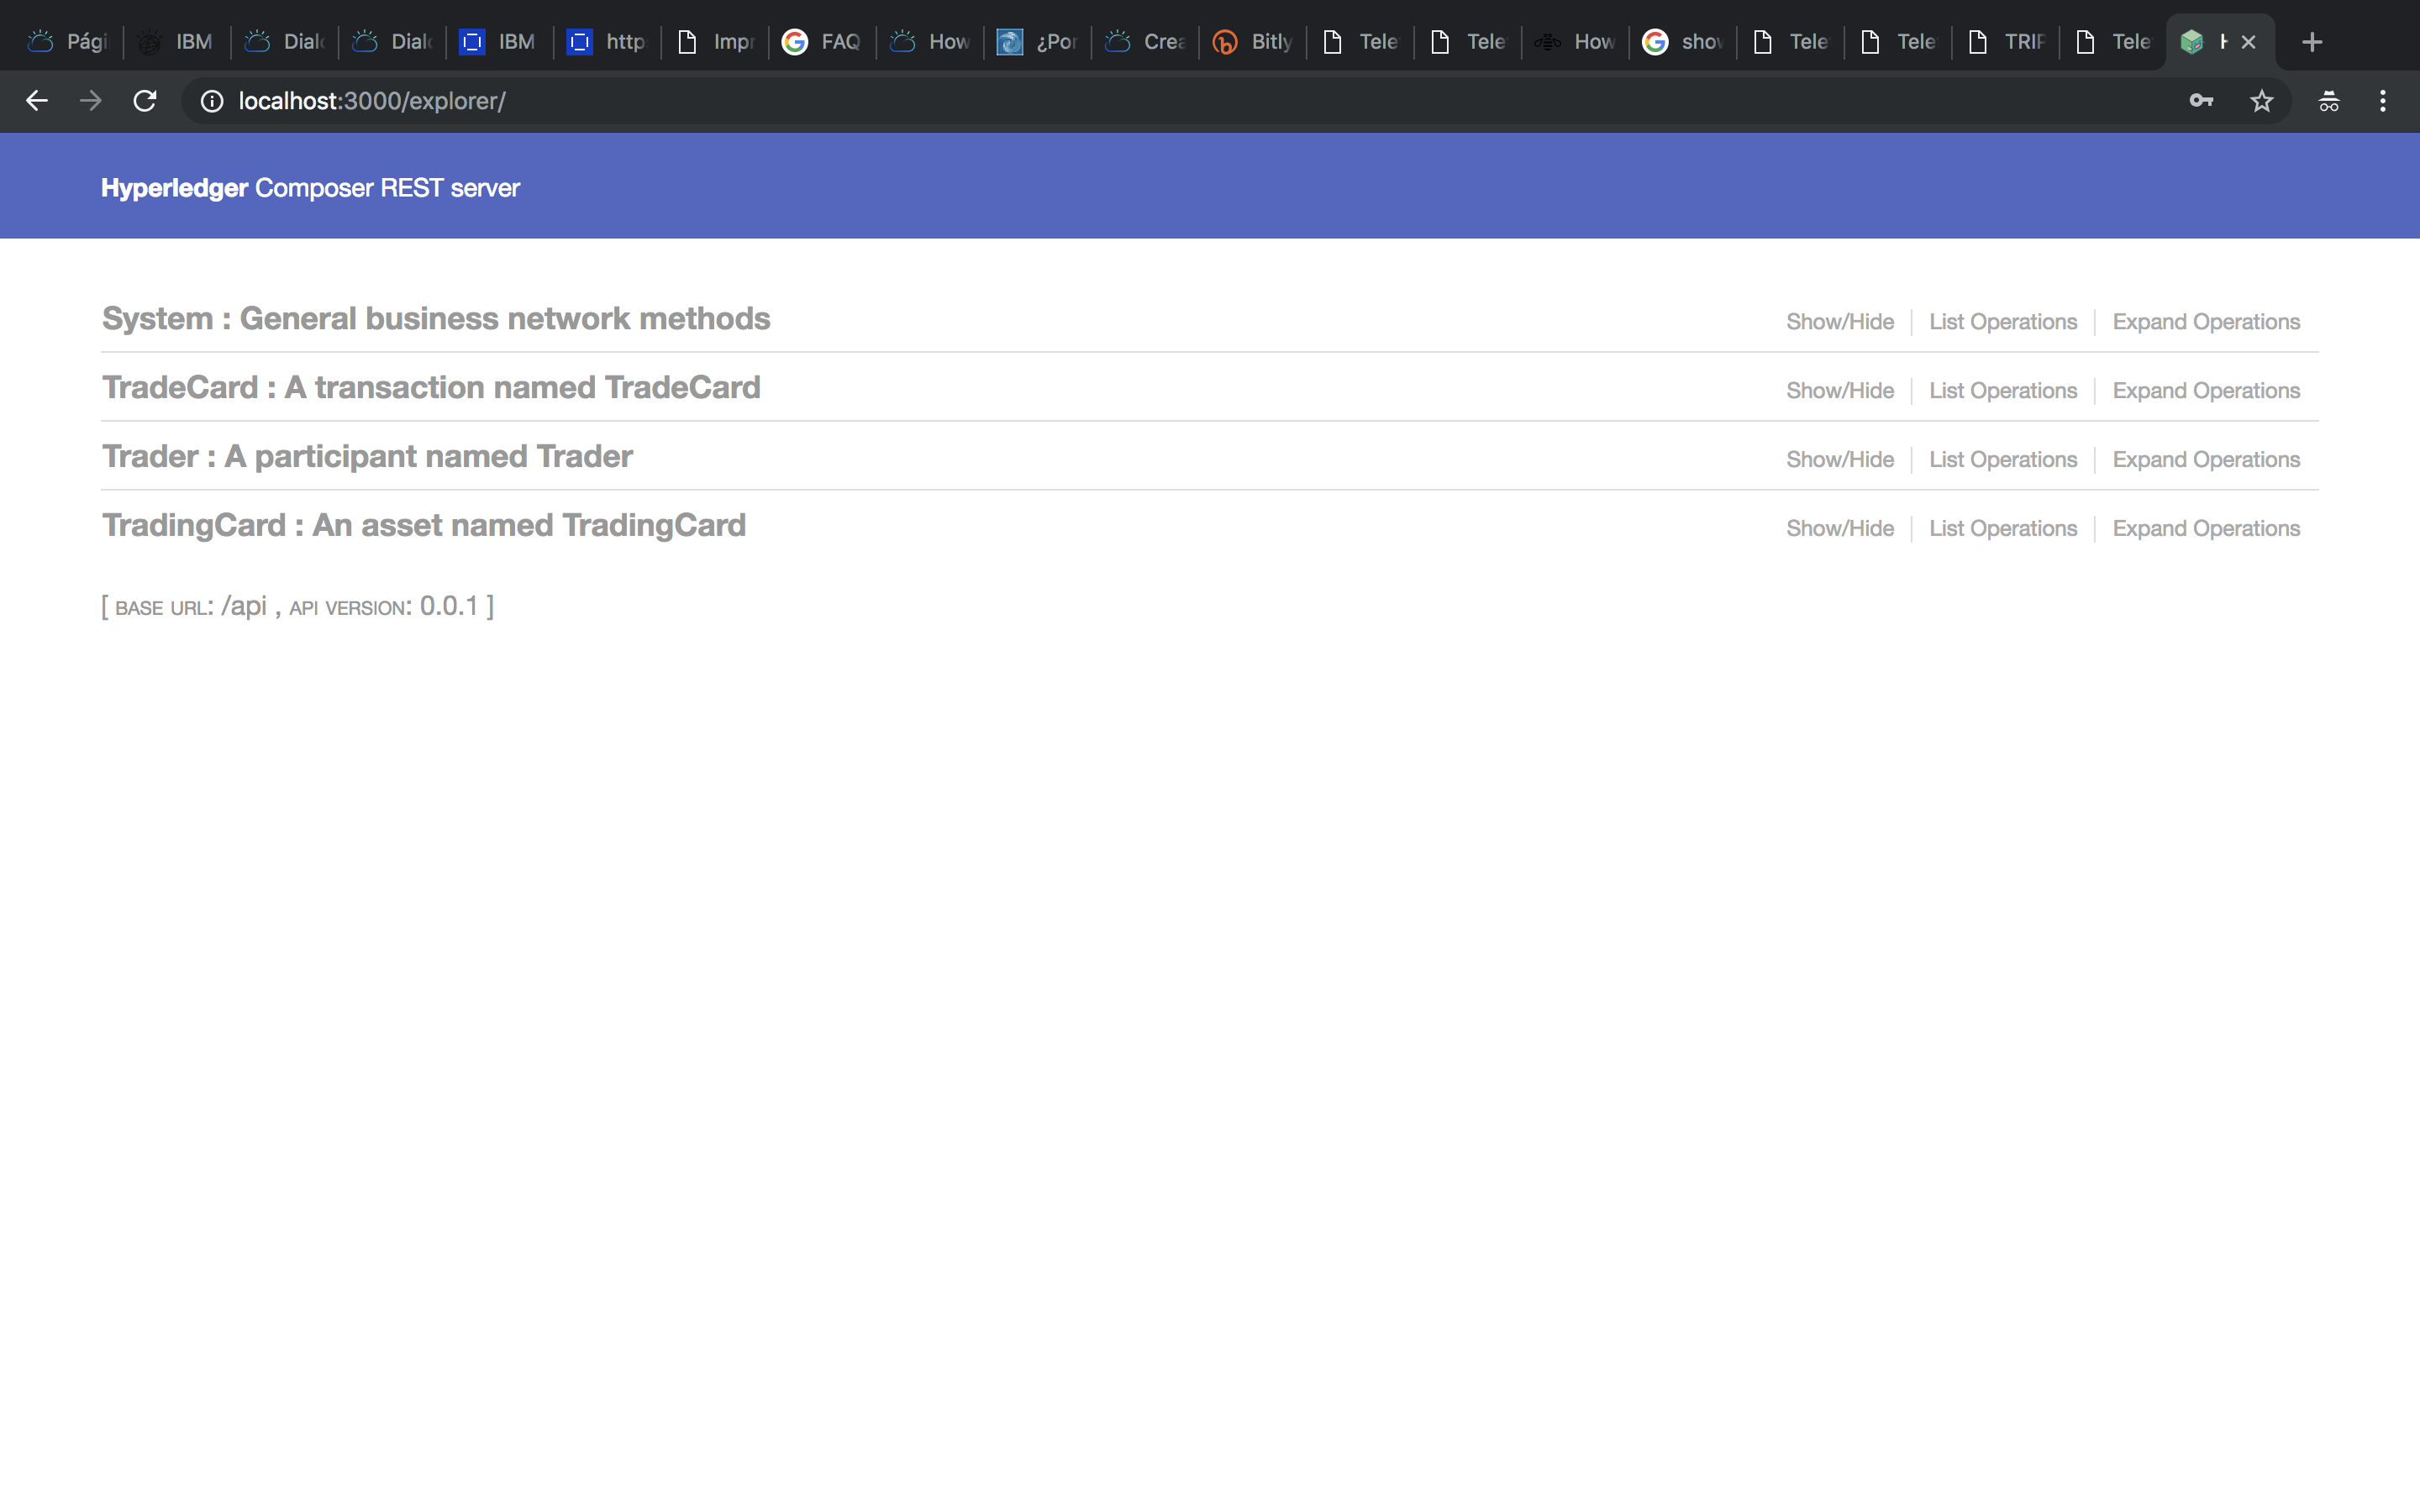 Pági IBM Dialo Dialo IBM http Impr FAQ How ¿Por Crea Bitly Tele Tele How show Tele Tele TRIP Tele H
localhost:3000/explorer/
Hyperledger Composer REST server
System : General business network methods Show/Hide List Operations Expand Operations
TradeCard : A transaction named TradeCard Show/Hide List Operations Expand Operations
Trader : A participant named Trader Show/Hide List Operations Expand Operations
TradingCard : An asset named TradingCard Show/Hide List Operations Expand Operations
[ BASE URL: /api , API VERSION: 0.0.1 ]